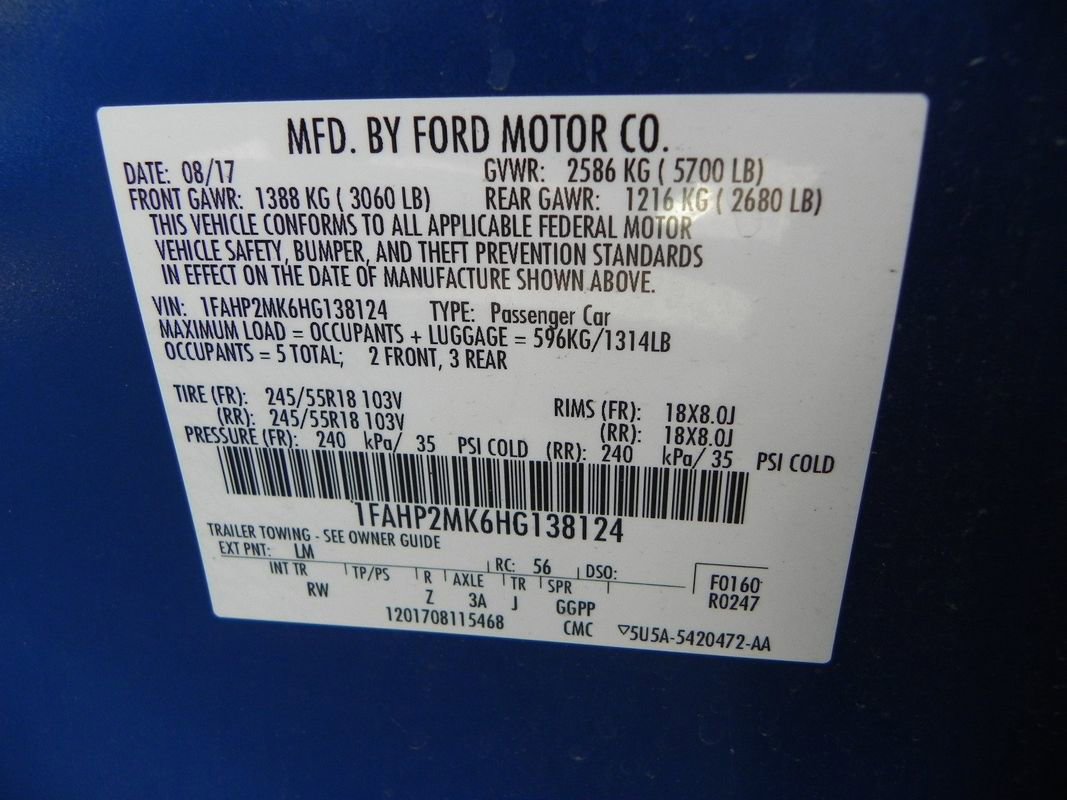 MFD. BY FORD MOTOR CO.
DATE: 08/17 GVWR: 2586 KG ( 5700 LB)
FRONT GAWR: 1388 KG ( 3060 LB) REAR GAWR: 1216 KG ( 2680 LB)
THIS VEHICLE CONFORMS TO ALL APPLICABLE FEDERAL MOTOR
VEHICLE SAFETY, BUMPER, AND THEFT PREVENTION STANDARDS
IN EFFECT ON THE DATE OF MANUFACTURE SHOWN ABOVE.
VIN: 1FAHP2MK6HG138124 TYPE: Passenger Car
MAXIMUM LOAD = OCCUPANTS + LUGGAGE = 596KG/1314LB
OCCUPANTS = 5 TOTAL; 2 FRONT, 3 REAR
TIRE (FR): 245/55R18 103V RIMS (FR): 18X8.0J
(RR): 245/55R18 103V (RR): 18X8.0J
PRESSURE (FR): 240 kPa/ 35 PSI COLD (RR): 240 kPa/ 35 PSI COLD
1FAHP2MK6HG138124
TRAILER TOWING - SEE OWNER GUIDE
EXT PNT: LM RC: 56 DSO:
INT TR TP/PS R AXLE TR SPR F0160
RW Z 3A J GGPP R0247
1201708115468 CMC ▽5U5A-5420472-AA